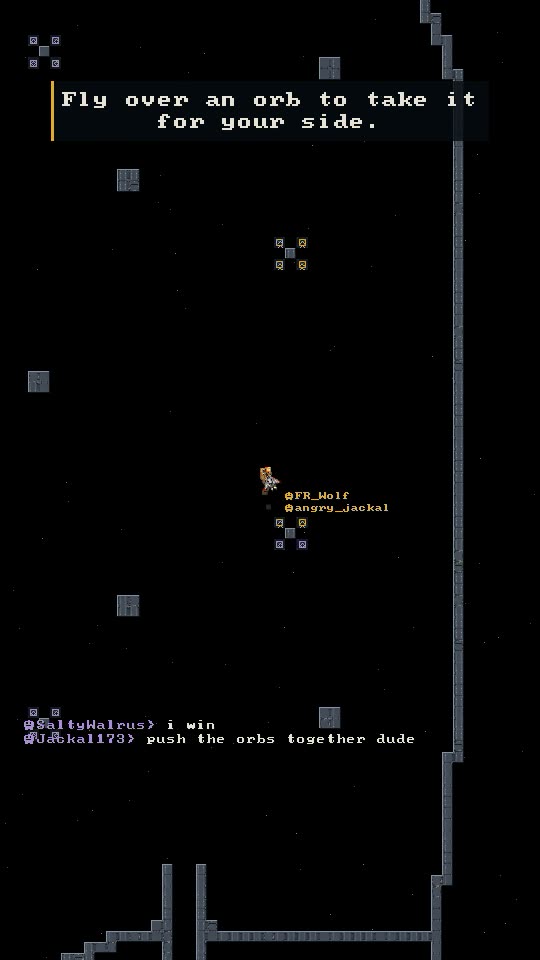 Fly over an orb to take it
for your side.
@FR_Wolf
@angry_jackal
@SaltyWalrus> i win
@Jackal173> push the orbs together dude